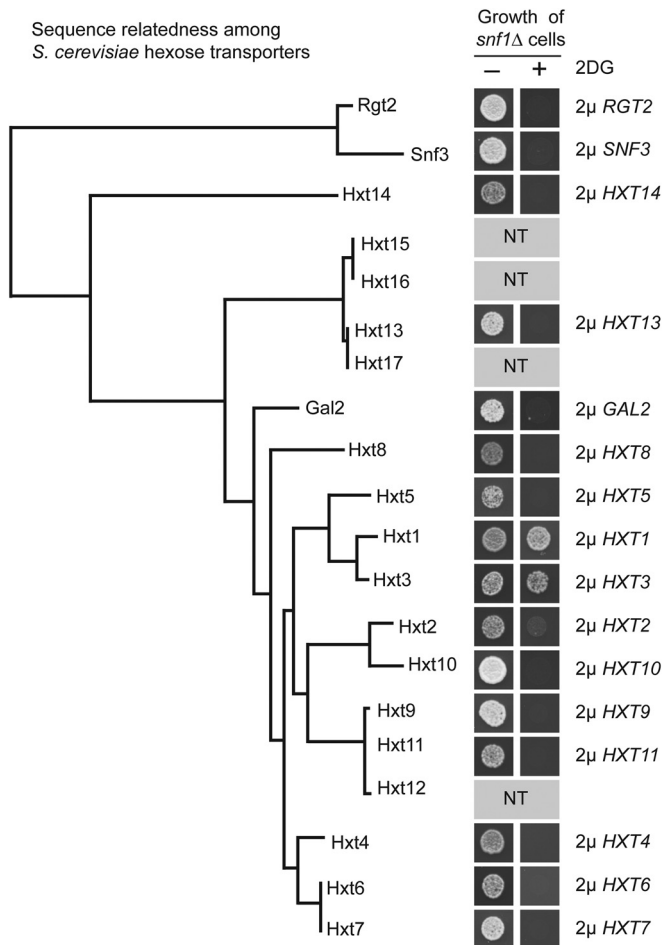 Sequence relatedness among
S. cerevisiae hexose transporters
Growth of
snf1Δ cells
− + 2DG
Rgt2 2μ RGT2
Snf3 2μ SNF3
Hxt14 2μ HXT14
Hxt15 NT
Hxt16 NT
Hxt13 2μ HXT13
Hxt17 NT
Gal2 2μ GAL2
Hxt8 2μ HXT8
Hxt5 2μ HXT5
Hxt1 2μ HXT1
Hxt3 2μ HXT3
Hxt2 2μ HXT2
Hxt10 2μ HXT10
Hxt9 2μ HXT9
Hxt11 2μ HXT11
Hxt12 NT
Hxt4 2μ HXT4
Hxt6 2μ HXT6
Hxt7 2μ HXT7